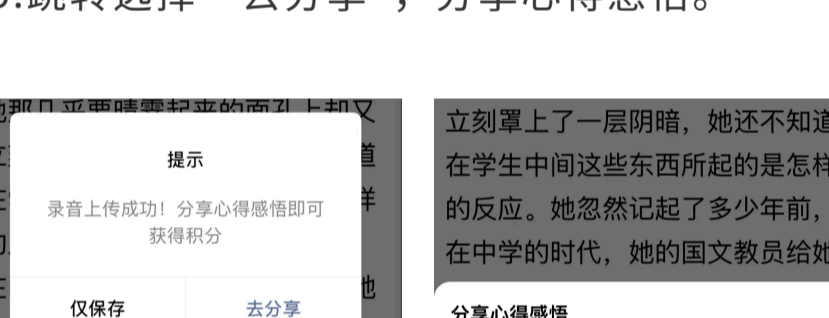 跳转选择“去分享”，分享心得感悟。
提示
录音上传成功！分享心得感悟即可
获得积分
仅保存
去分享
立刻罩上了一层阴暗，她还不知道
在学生中间这些东西所起的是怎样
的反应。她忽然记起了多少年前，
在中学的时代，她的国文教员给她
分享心得感悟